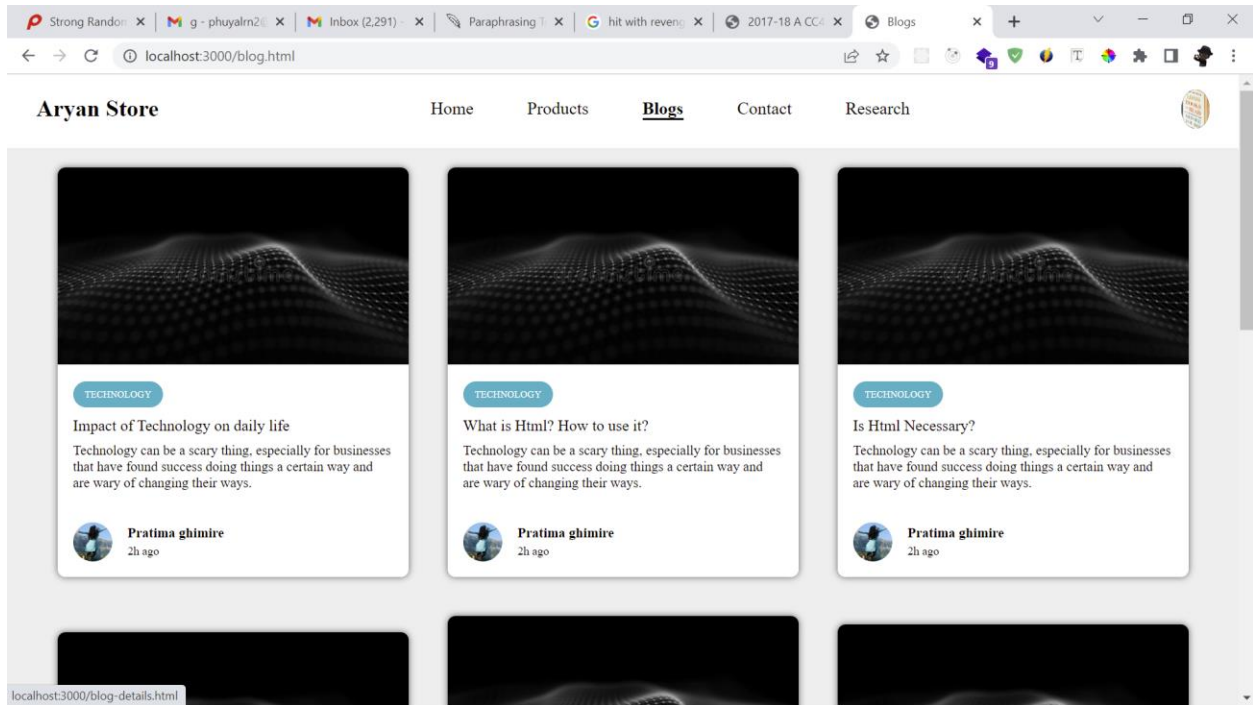 Strong Randon
g - phuyalrn2
Inbox (2,291) -
Paraphrasing T
hit with reveng
2017-18 A CC4
Blogs
localhost:3000/blog.html
9
Aryan Store
Home
Products
Blogs
Contact
Research
TECHNOLOGY
Impact of Technology on daily life
Technology can be a scary thing, especially for businesses
that have found success doing things a certain way and
are wary of changing their ways.
Pratima ghimire
2h ago
TECHNOLOGY
What is Html? How to use it?
Technology can be a scary thing, especially for businesses
that have found success doing things a certain way and
are wary of changing their ways.
Pratima ghimire
2h ago
TECHNOLOGY
Is Html Necessary?
Technology can be a scary thing, especially for businesses
that have found success doing things a certain way and
are wary of changing their ways.
Pratima ghimire
2h ago
localhost:3000/blog-details.html